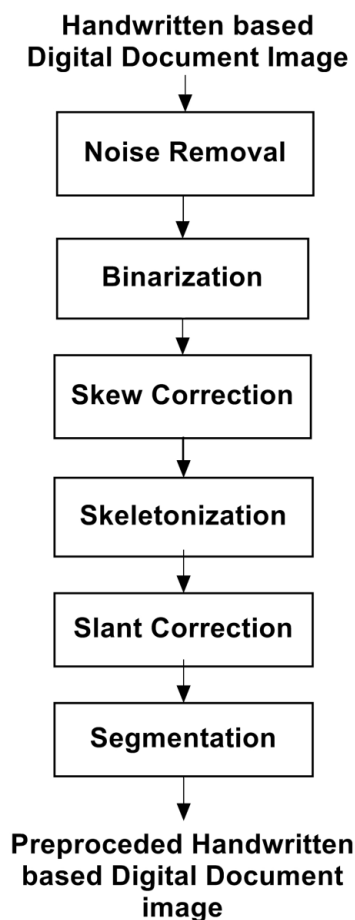 Handwritten based
Digital Document Image
Noise Removal
Binarization
Skew Correction
Skeletonization
Slant Correction
Segmentation
Preproceded Handwritten
based Digital Document
image